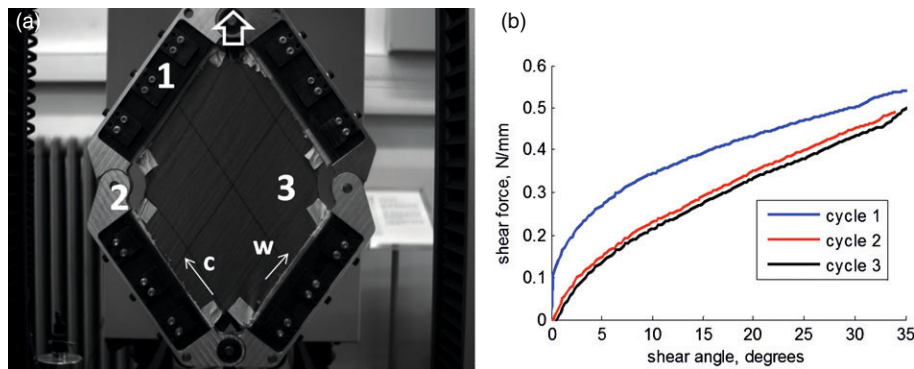 (a)
1
2
3
c
w
(b)
shear force, N/mm
0.6
0.5
0.4
0.3
0.2
0.1
0
cycle 1
cycle 2
cycle 3
0 5 10 15 20 25 30 35
shear angle, degrees